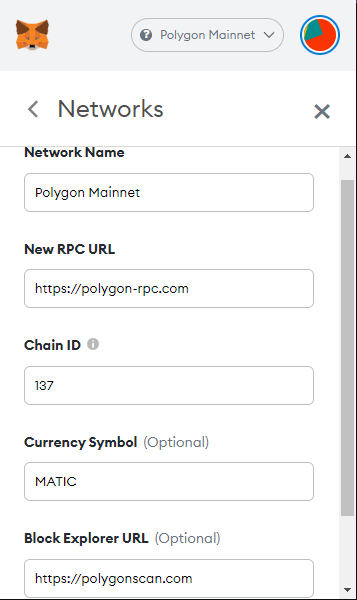 Polygon Mainnet
Networks
Network Name
Polygon Mainnet
New RPC URL
https://polygon-rpc.com
Chain ID
137
Currency Symbol (Optional)
MATIC
Block Explorer URL (Optional)
https://polygonscan.com